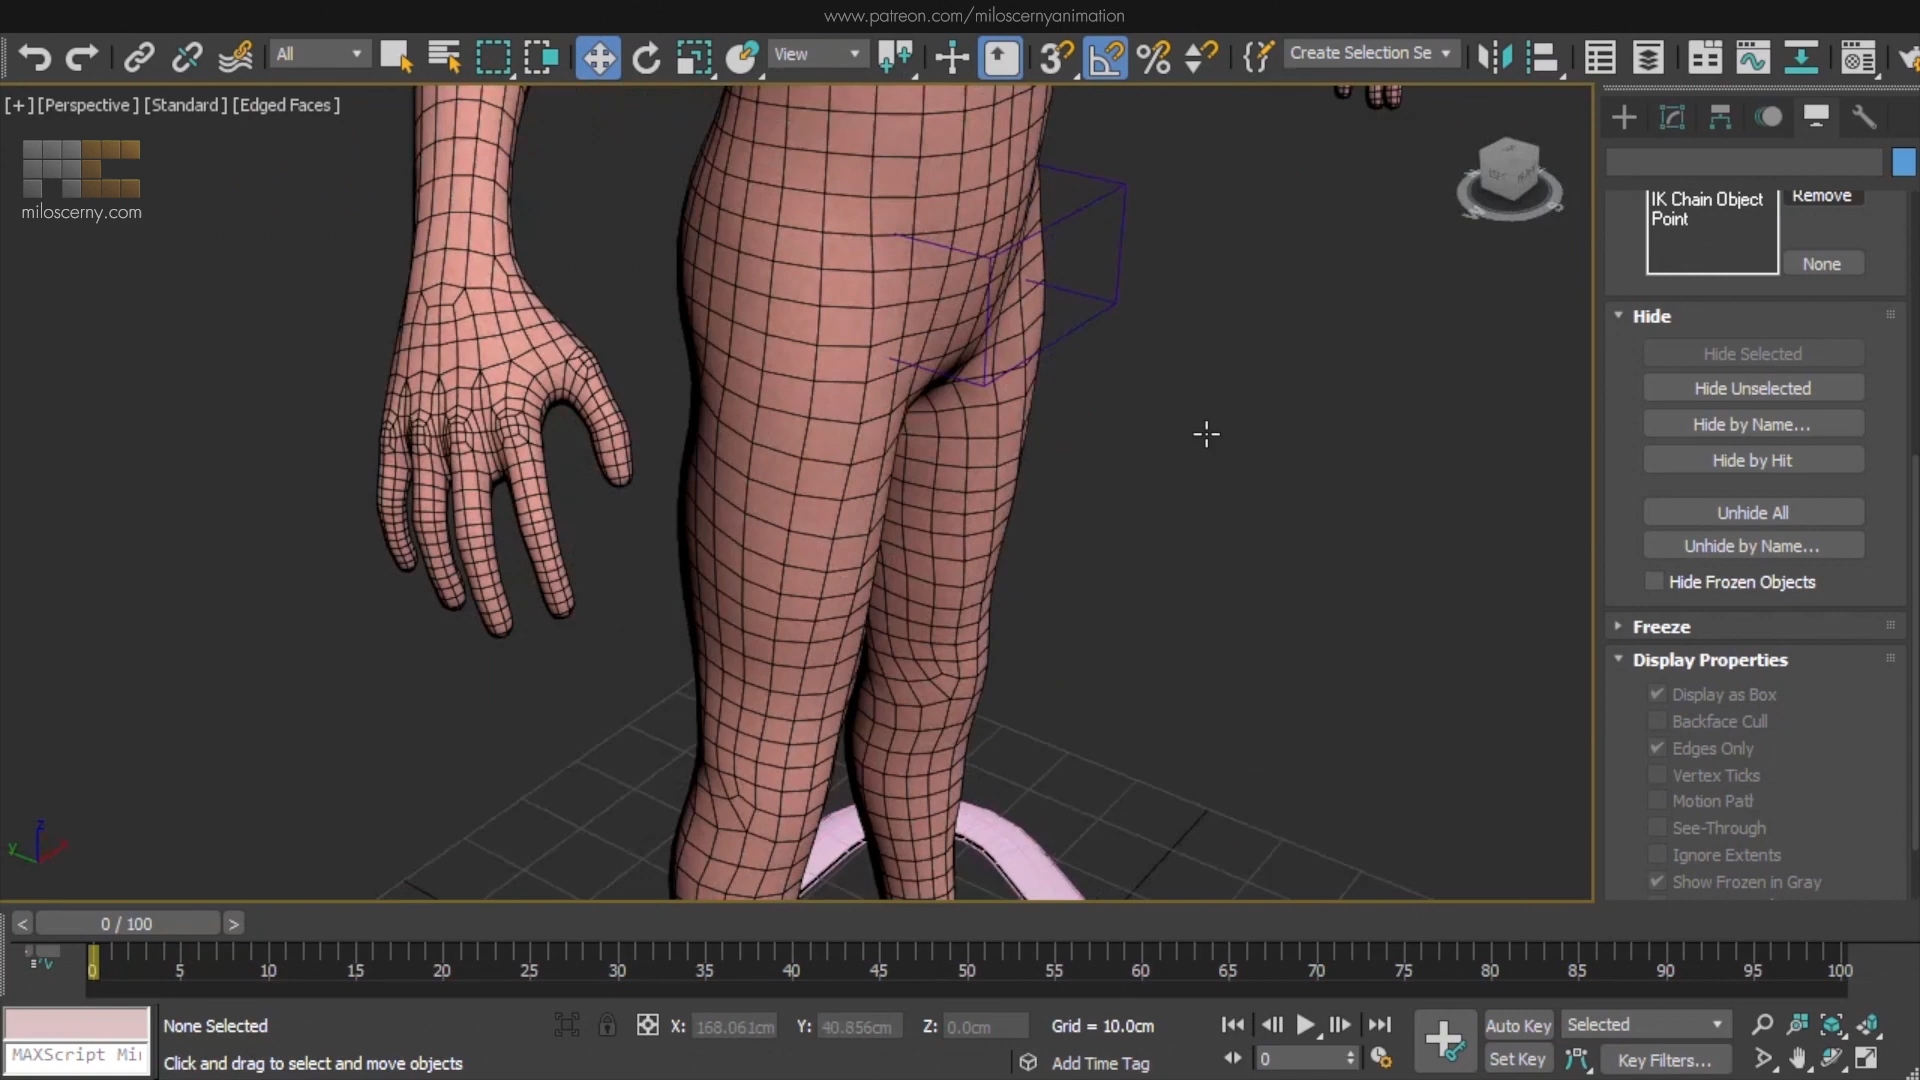 www.patreon.com/miloscernyanimation
All
View
3
Create Selection Se
[+] [Perspective] [Standard] [Edged Faces]
miloscerny.com
IK Chain Object
Point
Remove
None
Hide
Hide Selected
Hide Unselected
Hide by Name...
Hide by Hit
Unhide All
Unhide by Name...
Hide Frozen Objects
Freeze
Display Properties
Display as Box
Backface Cull
Edges Only
Vertex Ticks
Motion Path
See-Through
Ignore Extents
Show Frozen in Gray
z
y
< 0 / 100 >
0 5 10 15 20 25 30 35 40 45 50 55 60 65 70 75 80 85 90 95 100
None Selected
X: 168.061cm Y: 40.856cm Z: 0.0cm Grid = 10.0cm
Auto Key Selected
MAXScript Mi
Click and drag to select and move objects
Add Time Tag
0
Set Key Key Filters...